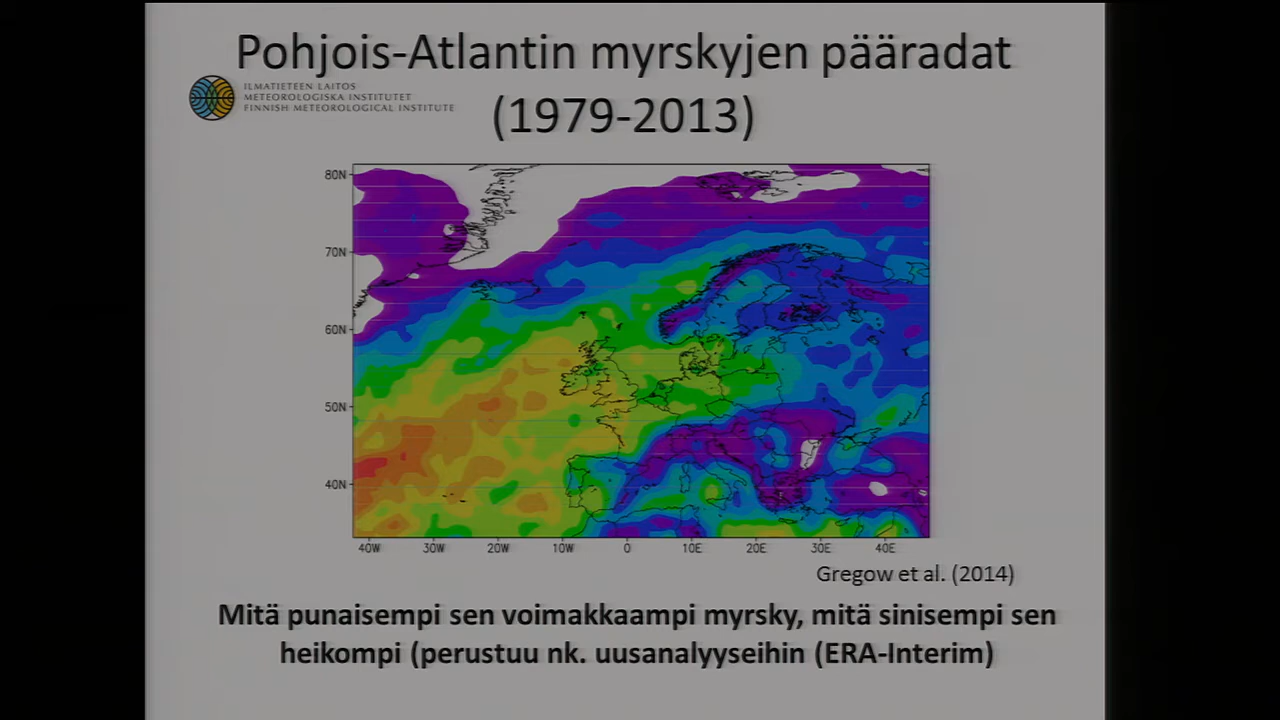 Pohjois-Atlantin myrskyjen pääradat
ILMATIETEEN LAITOS
METEOROLOGISKA INSTITUTET
FINNISH METEOROLOGICAL INSTITUTE
(1979-2013)
80N
70N
60N
50N
40N
40W 30W 20W 10W 0 10E 20E 30E 40E
Gregow et al. (2014)
Mitä punaisempi sen voimakkaampi myrsky, mitä sinisempi sen
heikompi (perustuu nk. uusanalyyseihin (ERA-Interim)